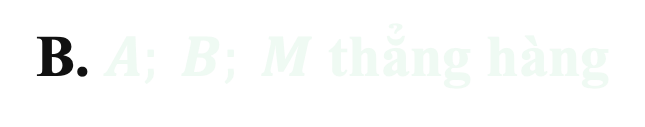 B. A; B; M thẳng hàng